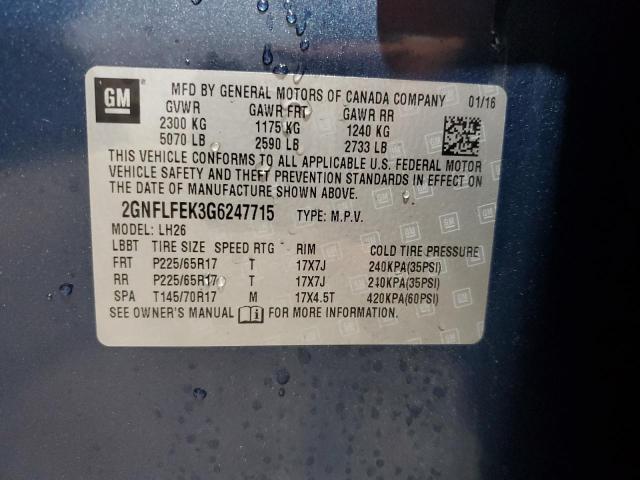 GM
MFD BY GENERAL MOTORS OF CANADA COMPANY 01/16
GVWR GAWR FRT GAWR RR
2300 KG 1175 KG 1240 KG
5070 LB 2590 LB 2733 LB
THIS VEHICLE CONFORMS TO ALL APPLICABLE U.S. FEDERAL MOTOR
VEHICLE SAFETY AND THEFT PREVENTION STANDARDS IN EFFECT ON
THE DATE OF MANUFACTURE SHOWN ABOVE.
2GNFLFEK3G6247715 TYPE: M.P.V.
MODEL: LH26
LBBT TIRE SIZE SPEED RTG RIM COLD TIRE PRESSURE
FRT P225/65R17 T 17X7J 240KPA(35PSI)
RR P225/65R17 T 17X7J 240KPA(35PSI)
SPA T145/70R17 M 17X4.5T 420KPA(60PSI)
SEE OWNER'S MANUAL i FOR MORE INFORMATION.